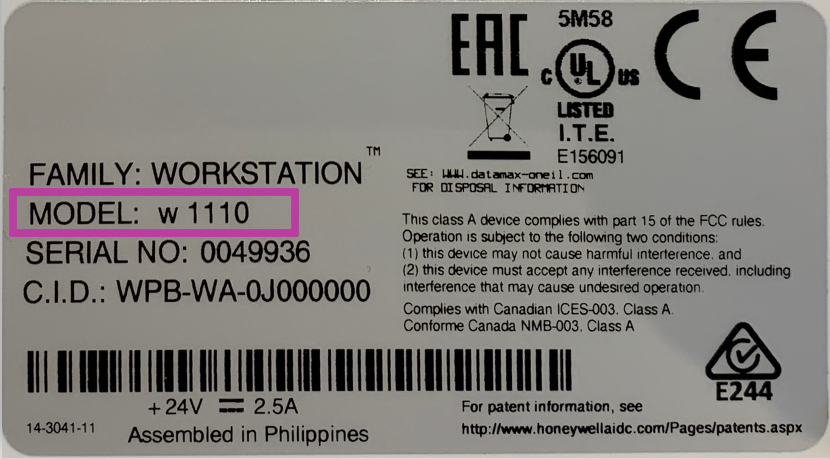 EAC
5M58
C UL US
LISTED
I.T.E.
E156091
CE
™
FAMILY: WORKSTATION
MODEL: w 1110
SERIAL NO: 0049936
C.I.D.: WPB-WA-0J000000
SEE: WWW.datamax-oneil.com
FOR DISPOSAL INFORMATION
This class A device complies with part 15 of the FCC rules.
Operation is subject to the following two conditions:
(1) this device may not cause harmful interference, and
(2) this device must accept any interference received, including
interference that may cause undesired operation.
Complies with Canadian ICES-003, Class A.
Conforme Canada NMB-003, Class A
E244
+24V ⎓ 2.5A
14-3041-11
Assembled in Philippines
For patent information, see
http://www.honeywellaidc.com/Pages/patents.aspx